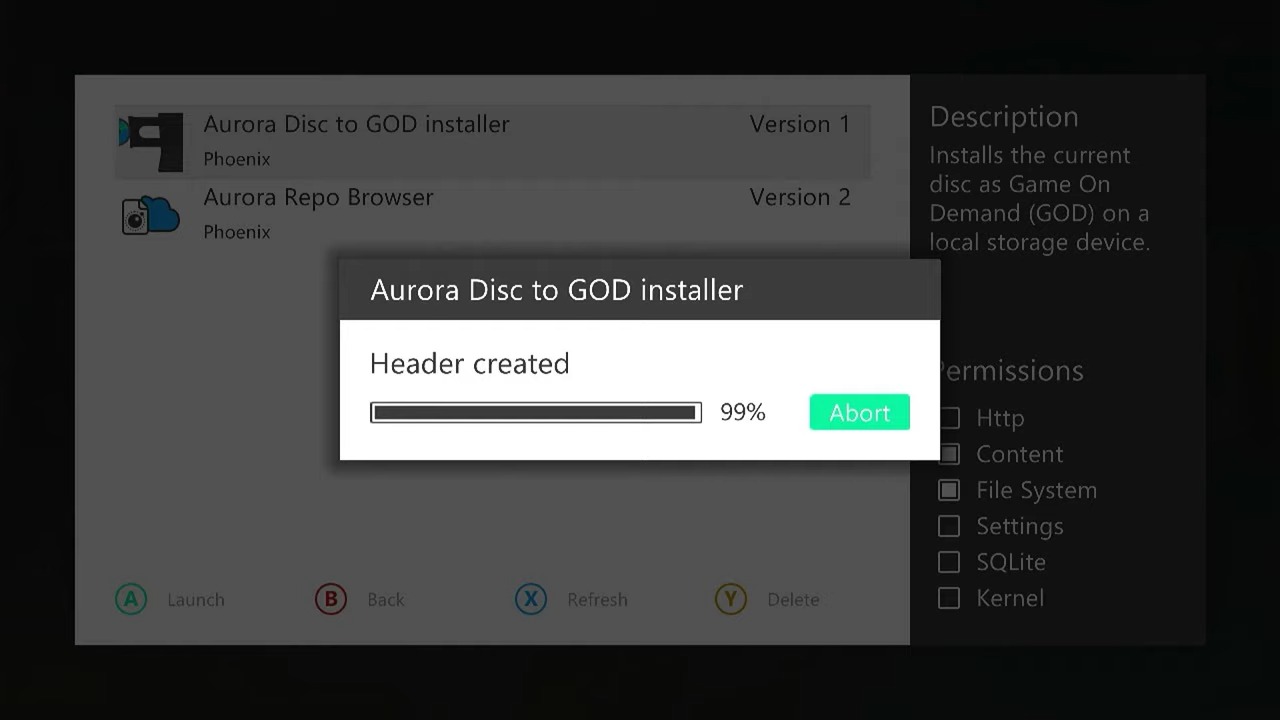 Aurora Disc to GOD installer
Version 1
Phoenix
Aurora Repo Browser
Version 2
Phoenix
Aurora Disc to GOD installer
Header created
99%
Abort
A Launch
B Back
X Refresh
Y Delete
Description
Installs the current
disc as Game On
Demand (GOD) on a
local storage device.
Permissions
Http
Content
File System
Settings
SQLite
Kernel